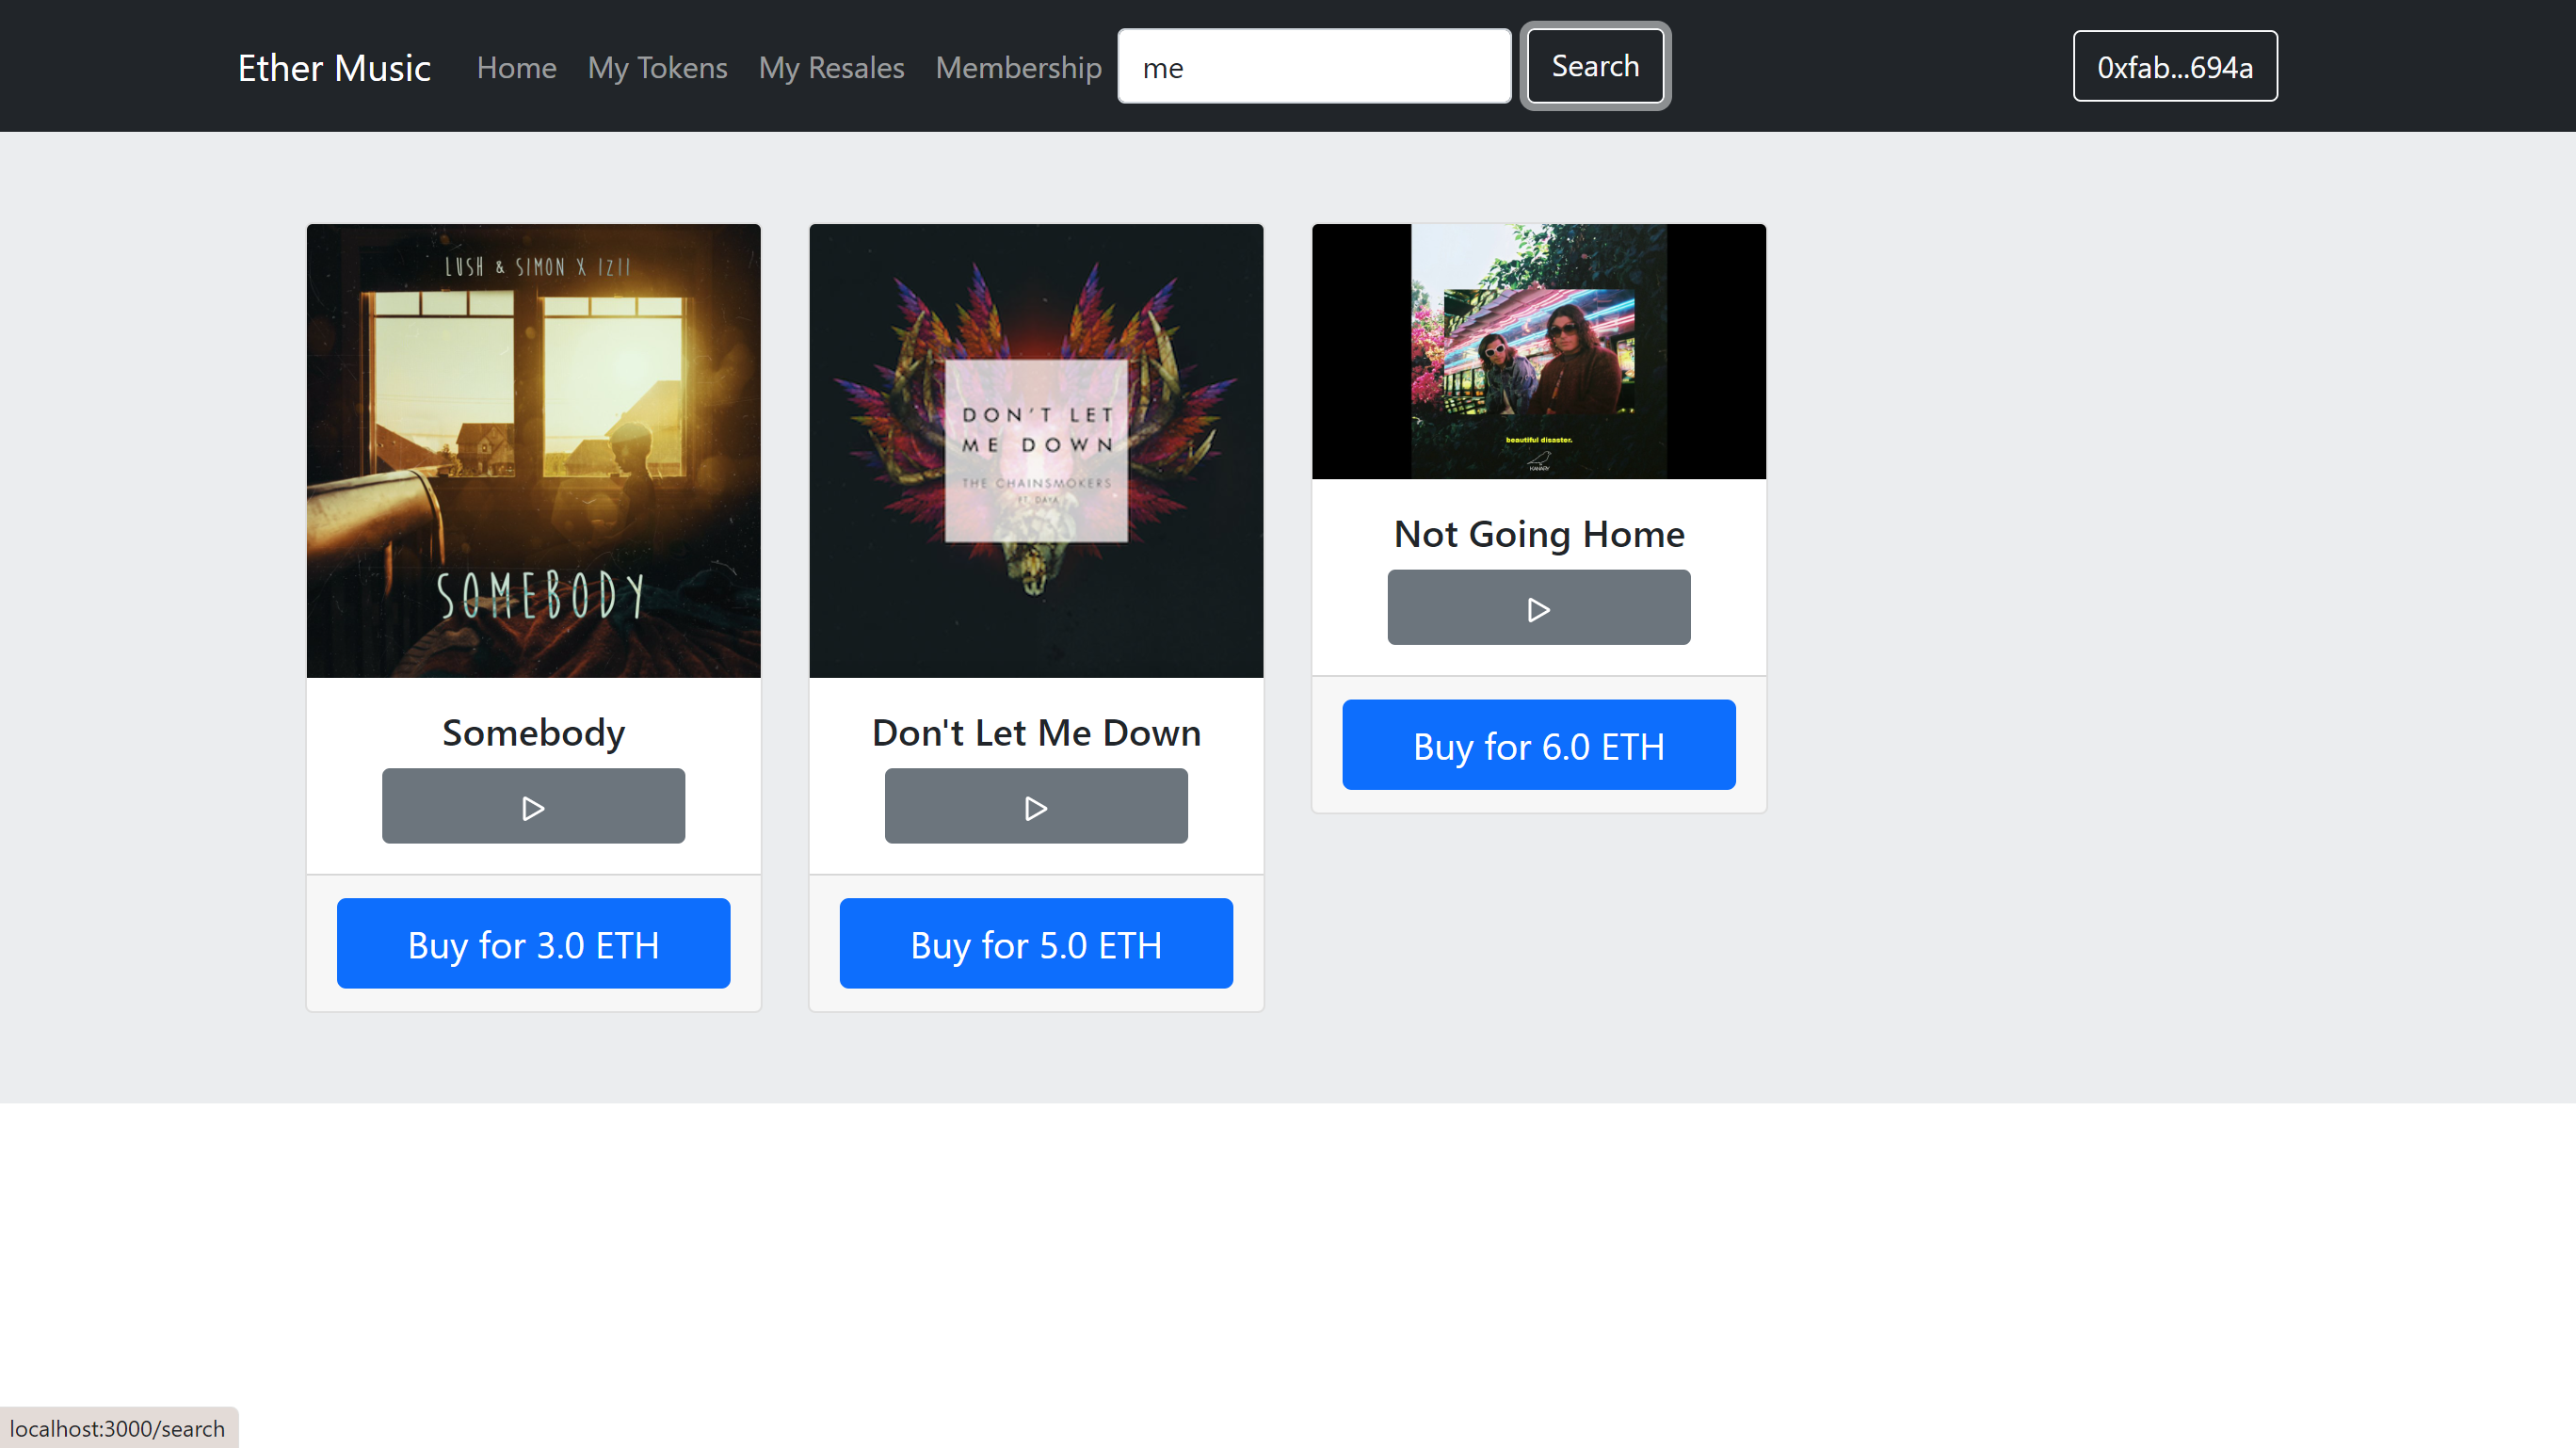 Ether Music
Home
My Tokens
My Resales
Membership
me
Search
0xfab...694a
LUSH & SIMON X IZII
SOMEBODY
Somebody
Buy for 3.0 ETH
DON'T LET
ME DOWN
THE CHAINSMOKERS
FT. DAYA
Don't Let Me Down
Buy for 5.0 ETH
beautiful disaster.
KANARY
Not Going Home
Buy for 6.0 ETH
localhost:3000/search